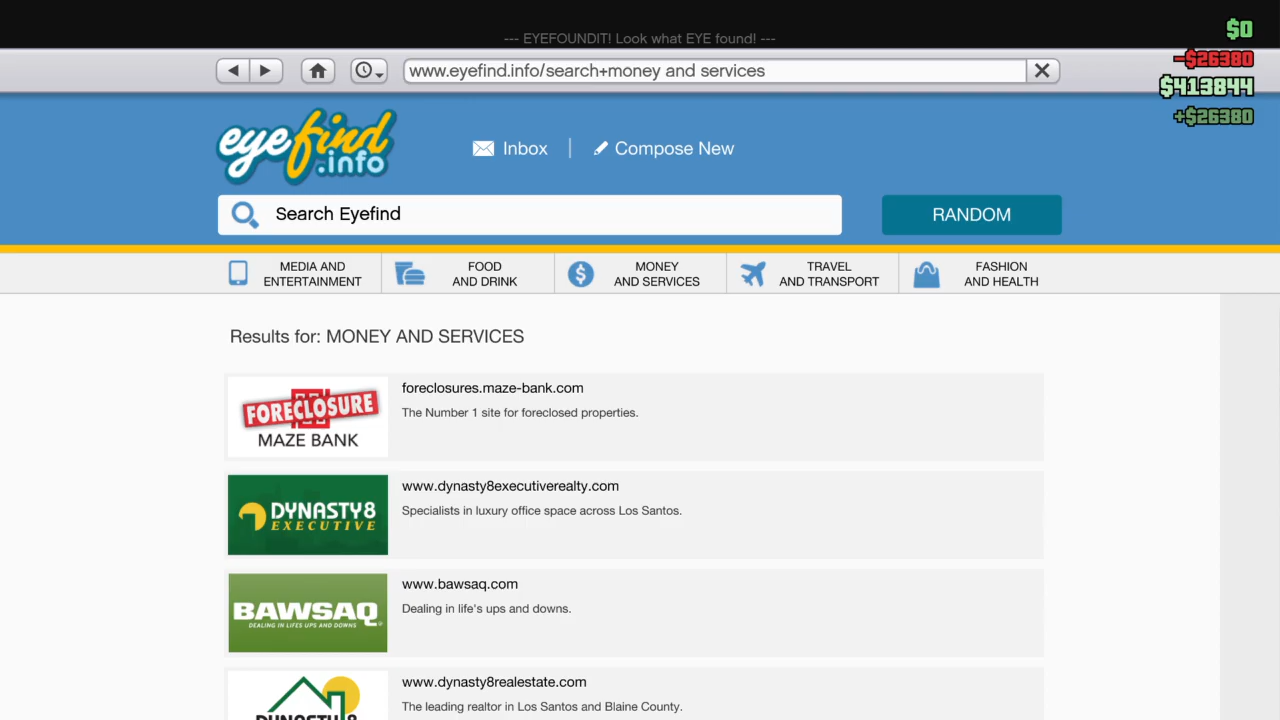 --- EYEFOUNDIT! Look what EYE found! ---
$0
-$26380
$413844
+$26380
www.eyefind.info/search+money and services
eyefind
.info
Inbox
Compose New
Search Eyefind
RANDOM
MEDIA AND
ENTERTAINMENT
FOOD
AND DRINK
MONEY
AND SERVICES
TRAVEL
AND TRANSPORT
FASHION
AND HEALTH
Results for: MONEY AND SERVICES
FORECLOSURE
MAZE BANK
foreclosures.maze-bank.com
The Number 1 site for foreclosed properties.
DYNASTY 8
EXECUTIVE
www.dynasty8executiverealty.com
Specialists in luxury office space across Los Santos.
BAWSAQ
DEALING IN LIFES UPS AND DOWNS
www.bawsaq.com
Dealing in life's ups and downs.
DYNASTY 8
www.dynasty8realestate.com
The leading realtor in Los Santos and Blaine County.